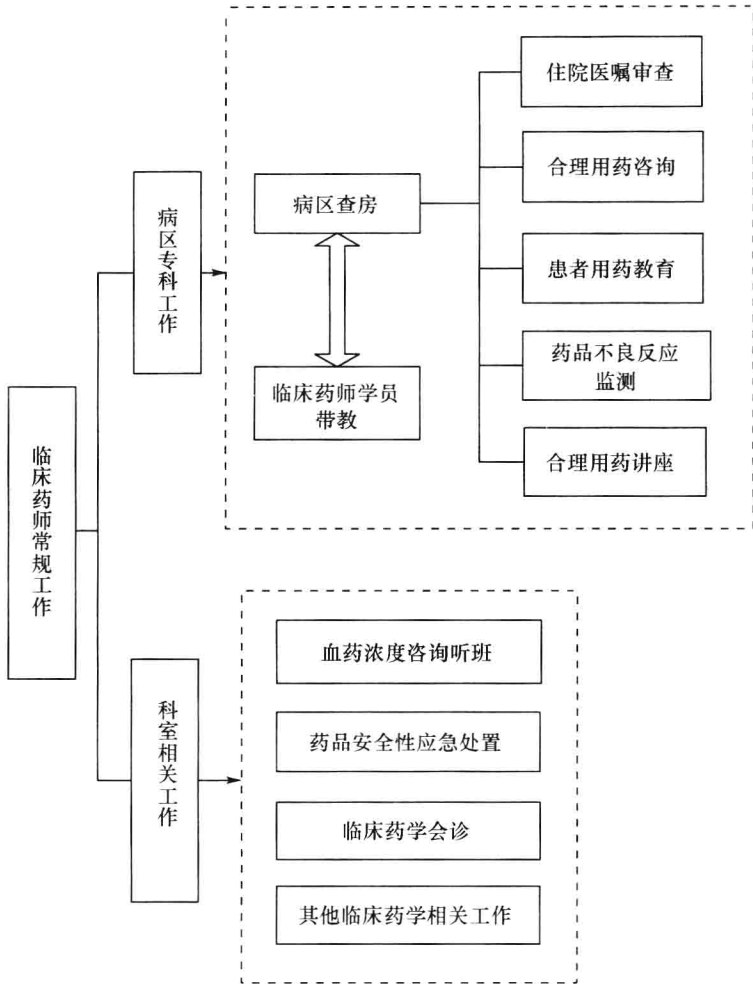 临床药师常规工作
病区专科工作
病区查房
临床药师学员
带教
住院医嘱审查
合理用药咨询
患者用药教育
药品不良反应
监测
合理用药讲座
科室相关工作
血药浓度咨询听班
药品安全性应急处置
临床药学会诊
其他临床药学相关工作